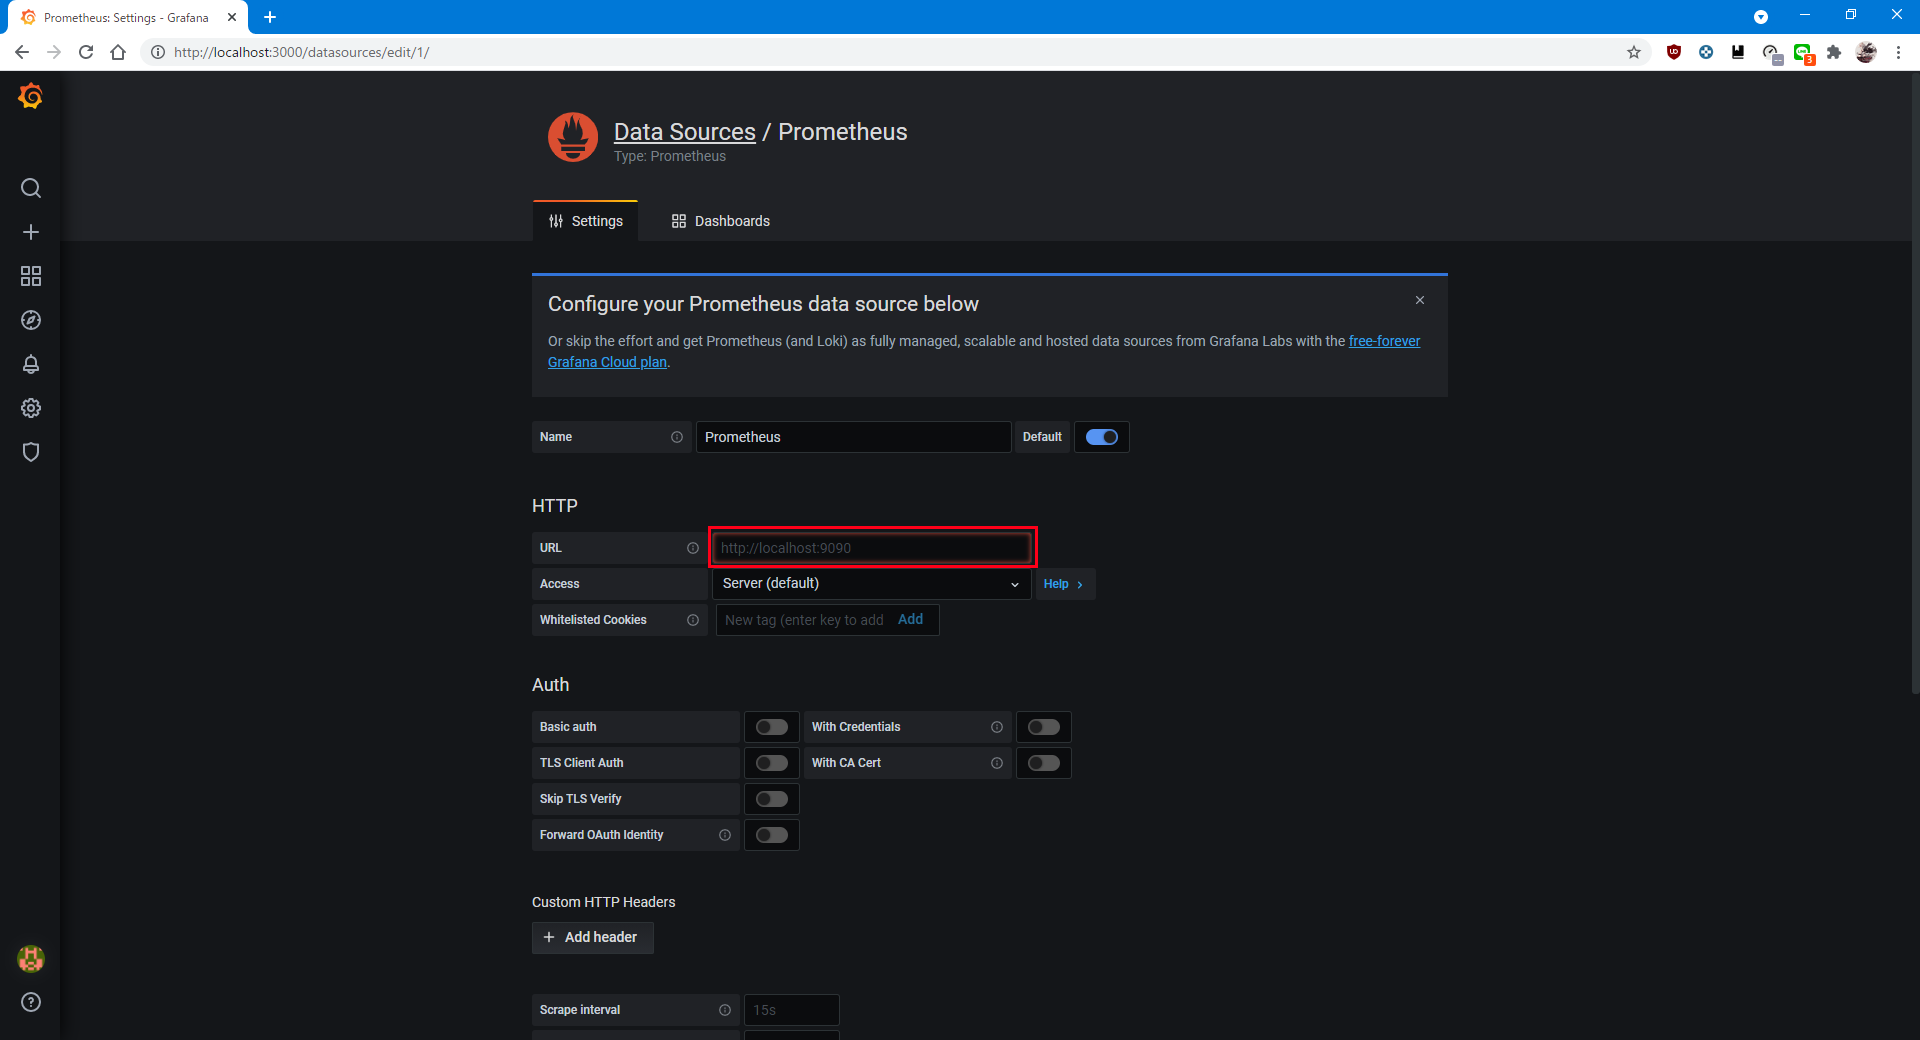 Prometheus: Settings - Grafana
http://localhost:3000/datasources/edit/1/
UD
3
Data Sources / Prometheus
Type: Prometheus
Settings
Dashboards
Configure your Prometheus data source below
Or skip the effort and get Prometheus (and Loki) as fully managed, scalable and hosted data sources from Grafana Labs with the free-forever
Grafana Cloud plan.
Name
Prometheus
Default
HTTP
URL
http://localhost:9090
Access
Server (default)
Help
Whitelisted Cookies
New tag (enter key to add
Add
Auth
Basic auth
With Credentials
TLS Client Auth
With CA Cert
Skip TLS Verify
Forward OAuth Identity
Custom HTTP Headers
Add header
Scrape interval
15s